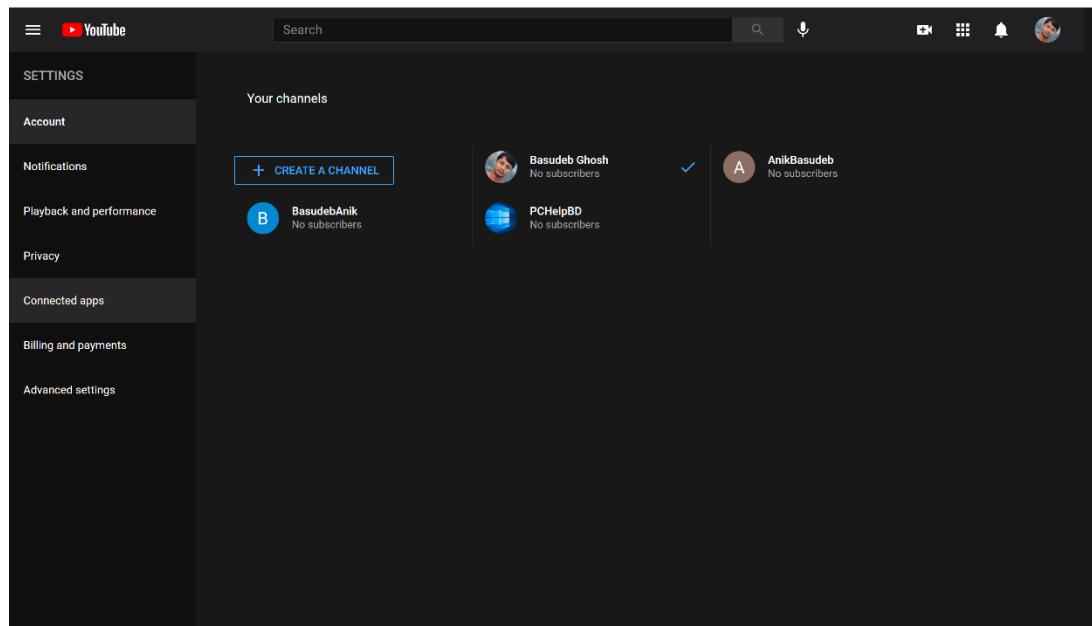 YouTube
Search
SETTINGS
Account
Notifications
Playback and performance
Privacy
Connected apps
Billing and payments
Advanced settings
Your channels
+ CREATE A CHANNEL
Basudeb Ghosh
No subscribers
A
AnikBasudeb
No subscribers
B
BasudebAnik
No subscribers
PCHelpBD
No subscribers